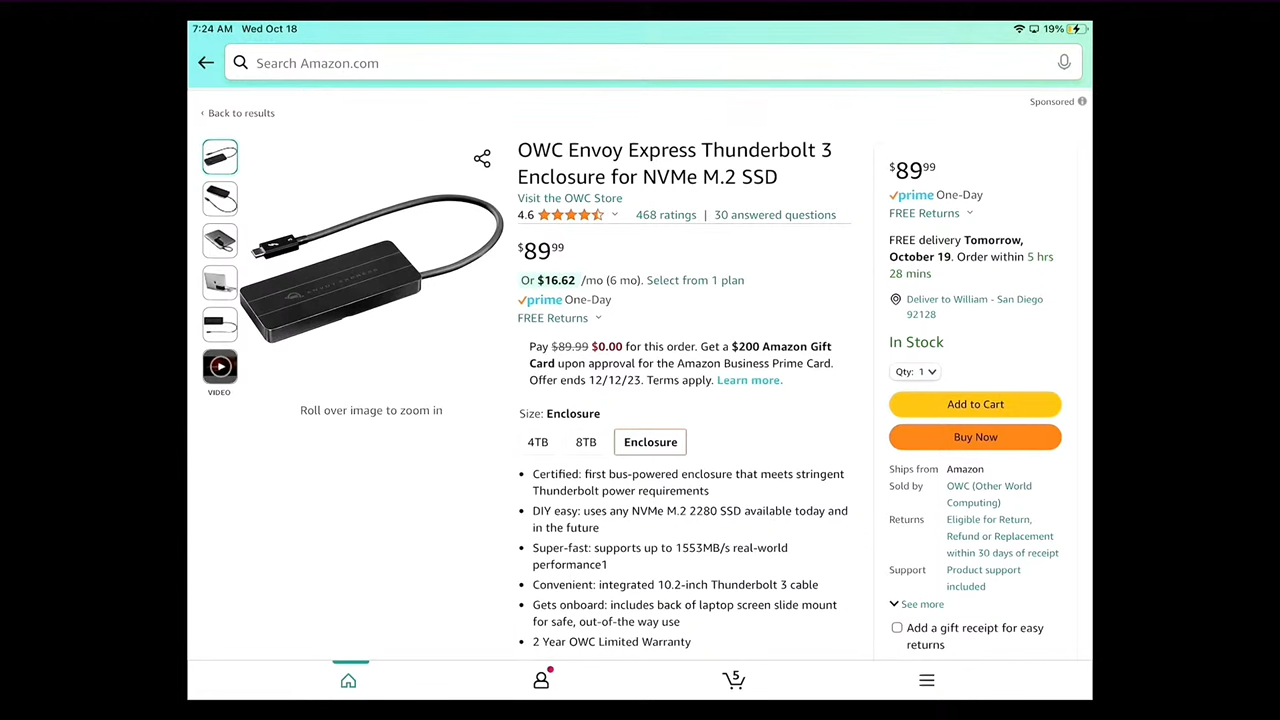 7:24 AM Wed Oct 18
19%
Search Amazon.com
Sponsored
‹ Back to results
OWC Envoy Express Thunderbolt 3
Enclosure for NVMe M.2 SSD
Visit the OWC Store
4.6
468 ratings | 30 answered questions
$89.99
Or $16.62 /mo (6 mo). Select from 1 plan
prime One-Day
FREE Returns
Pay $89.99 $0.00 for this order. Get a $200 Amazon Gift
Card upon approval for the Amazon Business Prime Card.
Offer ends 12/12/23. Terms apply. Learn more.
Size: Enclosure
4TB 8TB Enclosure
• Certified: first bus-powered enclosure that meets stringent
Thunderbolt power requirements
• DIY easy: uses any NVMe M.2 2280 SSD available today and
in the future
• Super-fast: supports up to 1553MB/s real-world
performance1
• Convenient: integrated 10.2-inch Thunderbolt 3 cable
• Gets onboard: includes back of laptop screen slide mount
for safe, out-of-the way use
• 2 Year OWC Limited Warranty
VIDEO
Roll over image to zoom in
$89.99
prime One-Day
FREE Returns
FREE delivery Tomorrow,
October 19. Order within 5 hrs
28 mins
Deliver to William - San Diego
92128
In Stock
Qty: 1
Add to Cart
Buy Now
Ships from Amazon
Sold by OWC (Other World
Computing)
Returns Eligible for Return,
Refund or Replacement
within 30 days of receipt
Support Product support
included
See more
Add a gift receipt for easy
returns
5